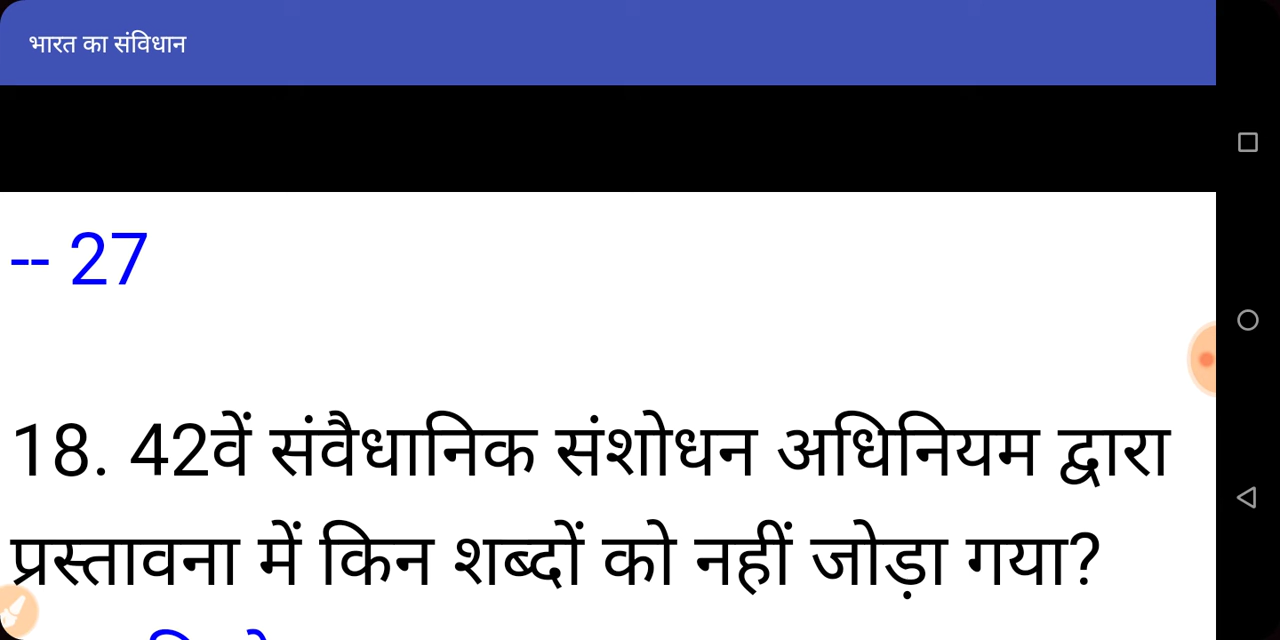 भारत का संविधान
-- 27
18. 42वें संवैधानिक संशोधन अधिनियम द्वारा
प्रस्तावना में किन शब्दों को नहीं जोड़ा गया?